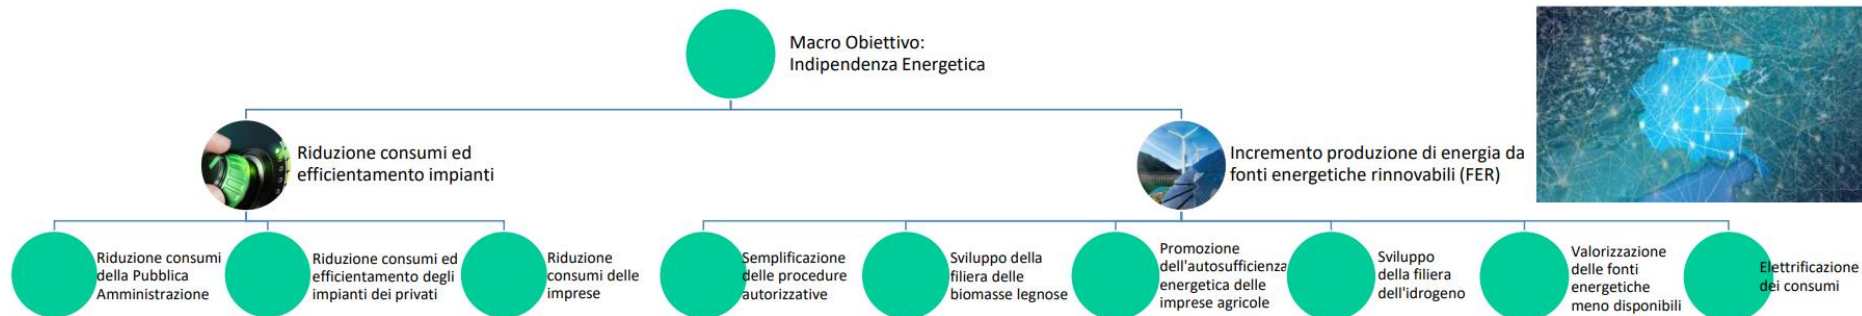 Macro Obiettivo:
Indipendenza Energetica
Riduzione consumi ed
efficientamento impianti
Incremento produzione di energia da
fonti energetiche rinnovabili (FER)
Riduzione consumi
della Pubblica
Amministrazione
Riduzione consumi ed
efficientamento degli
impianti dei privati
Riduzione
consumi delle
imprese
Semplificazione
delle procedure
autorizzative
Sviluppo della
filiera delle
biomasse legnose
Promozione
dell'autosufficienza
energetica delle
imprese agricole
Sviluppo
della filiera
dell'idrogeno
Valorizzazione
delle fonti
energetiche
meno disponibili
Elettrificazione
dei consumi